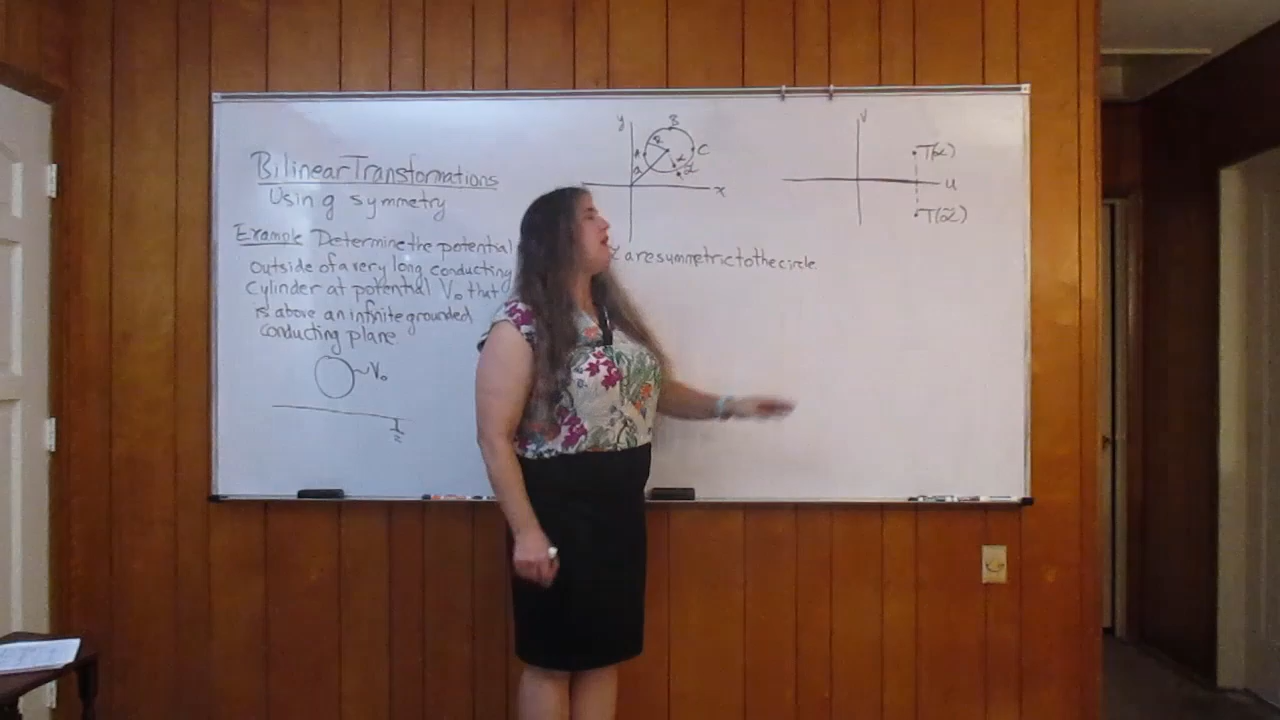 Bilinear Transformations
Using symmetry
Example Determine the potential
outside of a very long conducting
cylinder at potential V₀ that
is above an infinite grounded
conducting plane
~V₀
y
B
R
A
C
a
α
α̃
x
are symmetric to the circle.
V
T(α)
u
T(α̃)